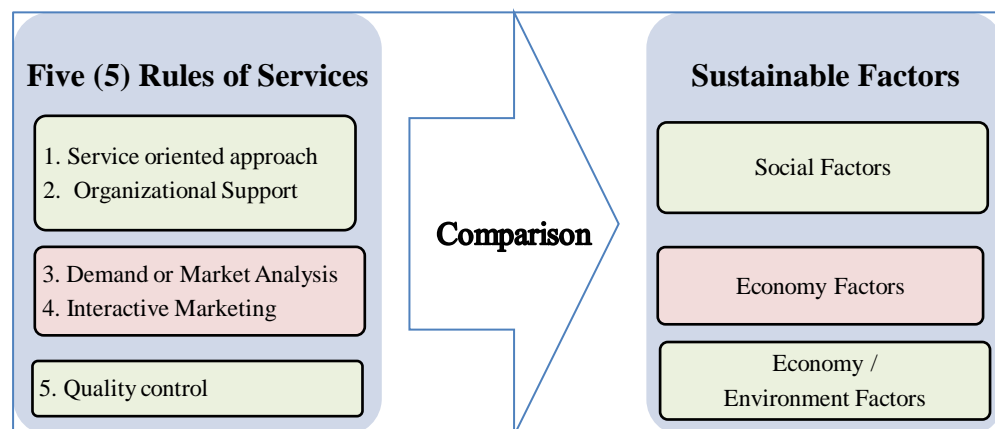 Five (5) Rules of Services
1. Service oriented approach
2. Organizational Support
3. Demand or Market Analysis
4. Interactive Marketing
5. Quality control
Comparison
Sustainable Factors
Social Factors
Economy Factors
Economy /
Environment Factors